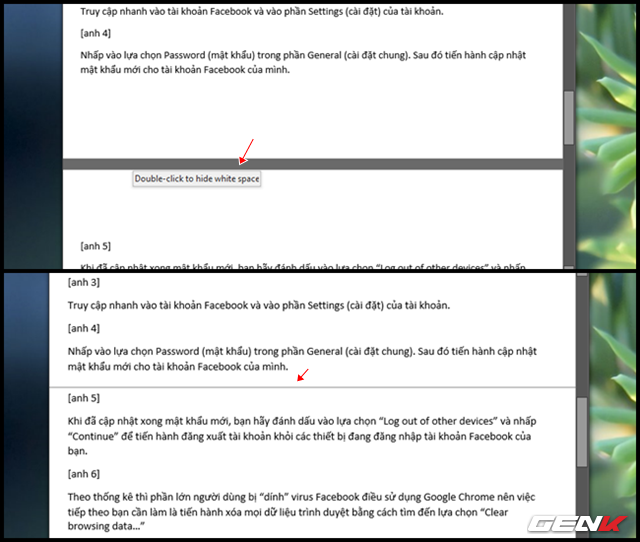 Truy cập nhanh vào tài khoản Facebook và vào phần Settings (cài đặt) của tài khoản.
[anh 4]
Nhấp vào lựa chọn Password (mật khẩu) trong phần General (cài đặt chung). Sau đó tiến hành cập nhật
mật khẩu mới cho tài khoản Facebook của mình.
Double-click to hide white space
[anh 5]
Khi đã cập nhật xong mật khẩu mới, bạn hãy đánh dấu vào lựa chọn “Log out of other devices” và nhấp
[anh 3]
Truy cập nhanh vào tài khoản Facebook và vào phần Settings (cài đặt) của tài khoản.
[anh 4]
Nhấp vào lựa chọn Password (mật khẩu) trong phần General (cài đặt chung). Sau đó tiến hành cập nhật
mật khẩu mới cho tài khoản Facebook của mình.
[anh 5]
Khi đã cập nhật xong mật khẩu mới, bạn hãy đánh dấu vào lựa chọn “Log out of other devices” và nhấp
“Continue” để tiến hành đăng xuất tài khoản khỏi các thiết bị đang đăng nhập tài khoản Facebook của
bạn.
[anh 6]
Theo thống kê thì phần lớn người dùng bị “dính” virus Facebook điều sử dụng Google Chrome nên việc
tiếp theo bạn cần làm là tiến hành xóa mọi dữ liệu trình duyệt bằng cách tìm đến lựa chọn “Clear
browsing data…”
GENK